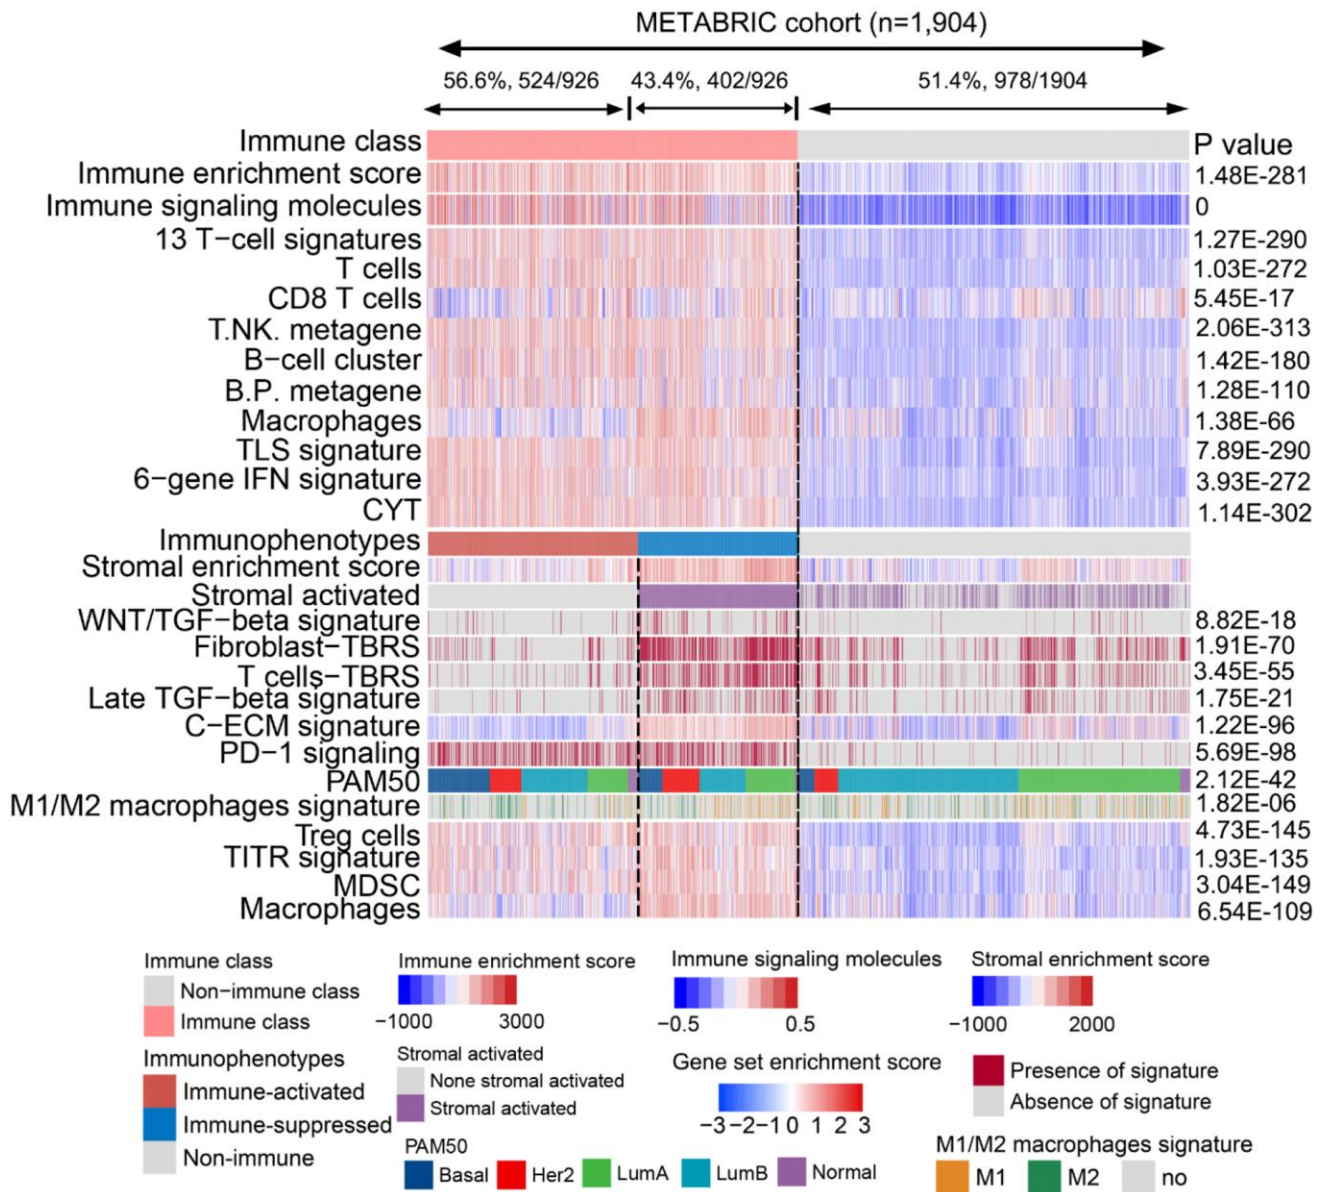 METABRIC cohort (n=1,904)
56.6%, 524/926 43.4%, 402/926 51.4%, 978/1904
Immune class P value
Immune enrichment score 1.48E-281
Immune signaling molecules 0
13 T−cell signatures 1.27E-290
T cells 1.03E-272
CD8 T cells 5.45E-17
T.NK. metagene 2.06E-313
B−cell cluster 1.42E-180
B.P. metagene 1.28E-110
Macrophages 1.38E-66
TLS signature 7.89E-290
6-gene IFN signature 3.93E-272
CYT 1.14E-302
Immunophenotypes
Stromal enrichment score
Stromal activated
WNT/TGF−beta signature 8.82E-18
Fibroblast−TBRS 1.91E-70
T cells−TBRS 3.45E-55
Late TGF−beta signature 1.75E-21
C−ECM signature 1.22E-96
PD−1 signaling 5.69E-98
PAM50 2.12E-42
M1/M2 macrophages signature 1.82E-06
Treg cells 4.73E-145
TITR signature 1.93E-135
MDSC 3.04E-149
Macrophages 6.54E-109
Immune class
Non−immune class
Immune class
Immune enrichment score
−1000 3000
Immune signaling molecules
−0.5 0.5
Stromal enrichment score
−1000 2000
Immunophenotypes
Immune−activated
Immune−suppressed
Non−immune
Stromal activated
None stromal activated
Stromal activated
Gene set enrichment score
−3 −2 −1 0 1 2 3
Presence of signature
Absence of signature
PAM50
Basal Her2 LumA LumB Normal
M1/M2 macrophages signature
M1 M2 no